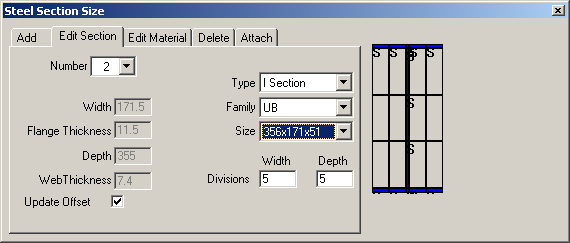 Steel Section Size
Add Edit Section Edit Material Delete Attach
Number 2
Type I Section
Width 171.5
Family UB
Flange Thickness 11.5
Size 356x171x51
Depth 355
Width Depth
WebThickness 7.4
Divisions 5 5
Update Offset
S S S S
S
S